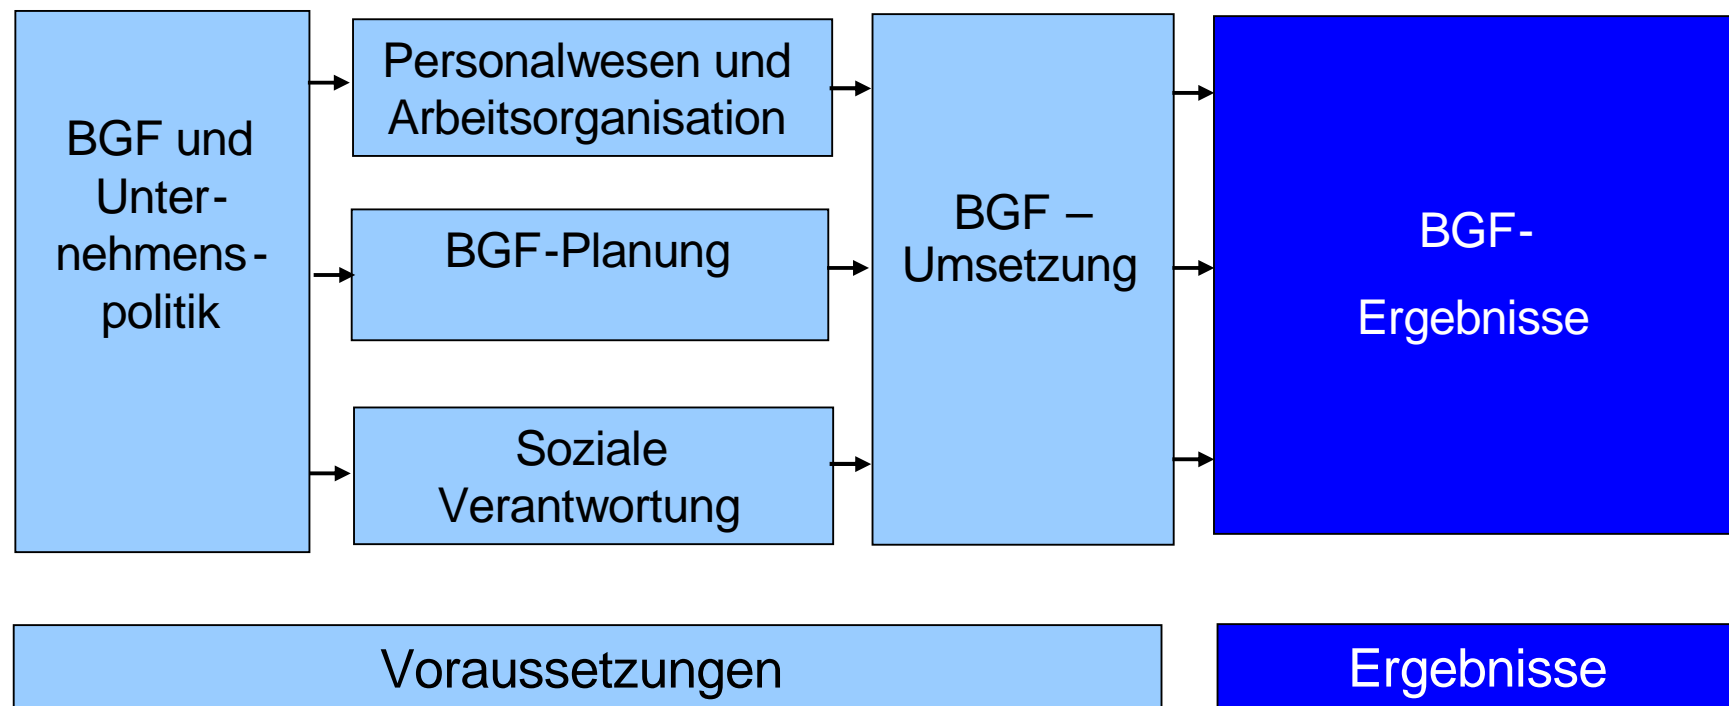 BGF und
Unter-
nehmens-
politik
Personalwesen und
Arbeitsorganisation
BGF-Planung
Soziale
Verantwortung
BGF –
Umsetzung
BGF-
Ergebnisse
Voraussetzungen
Ergebnisse